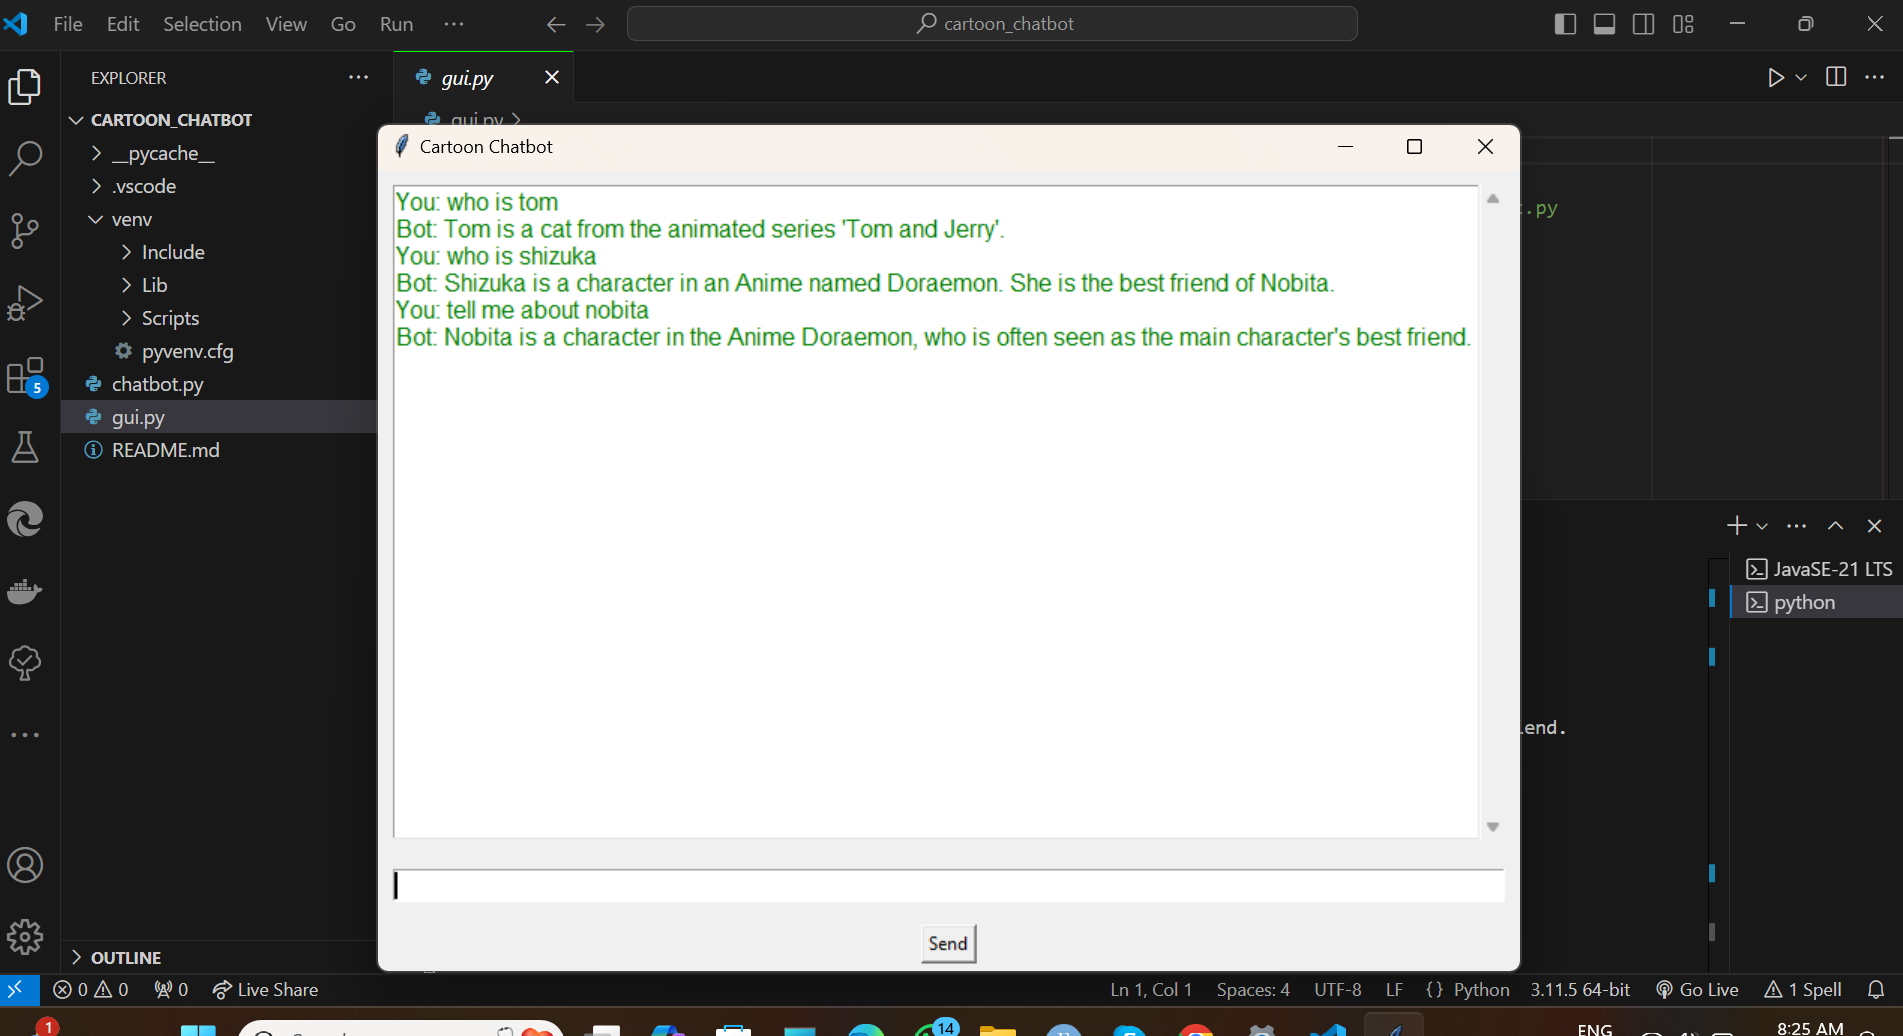 File Edit Selection View Go Run ...
cartoon_chatbot
EXPLORER
gui.py
CARTOON_CHATBOT
gui.py
__pycache__
.vscode
venv
Include
Lib
Scripts
pyvenv.cfg
chatbot.py
gui.py
README.md
OUTLINE
Cartoon Chatbot
You: who is tom
Bot: Tom is a cat from the animated series 'Tom and Jerry'.
You: who is shizuka
Bot: Shizuka is a character in an Anime named Doraemon. She is the best friend of Nobita.
You: tell me about nobita
Bot: Nobita is a character in the Anime Doraemon, who is often seen as the main character's best friend.
Send
.py
JavaSE-21 LTS
python
iend.
5
0 0 0 Live Share
Ln 1, Col 1 Spaces: 4 UTF-8 LF {} Python 3.11.5 64-bit Go Live 1 Spell
1
14
ENG
8:25 AM